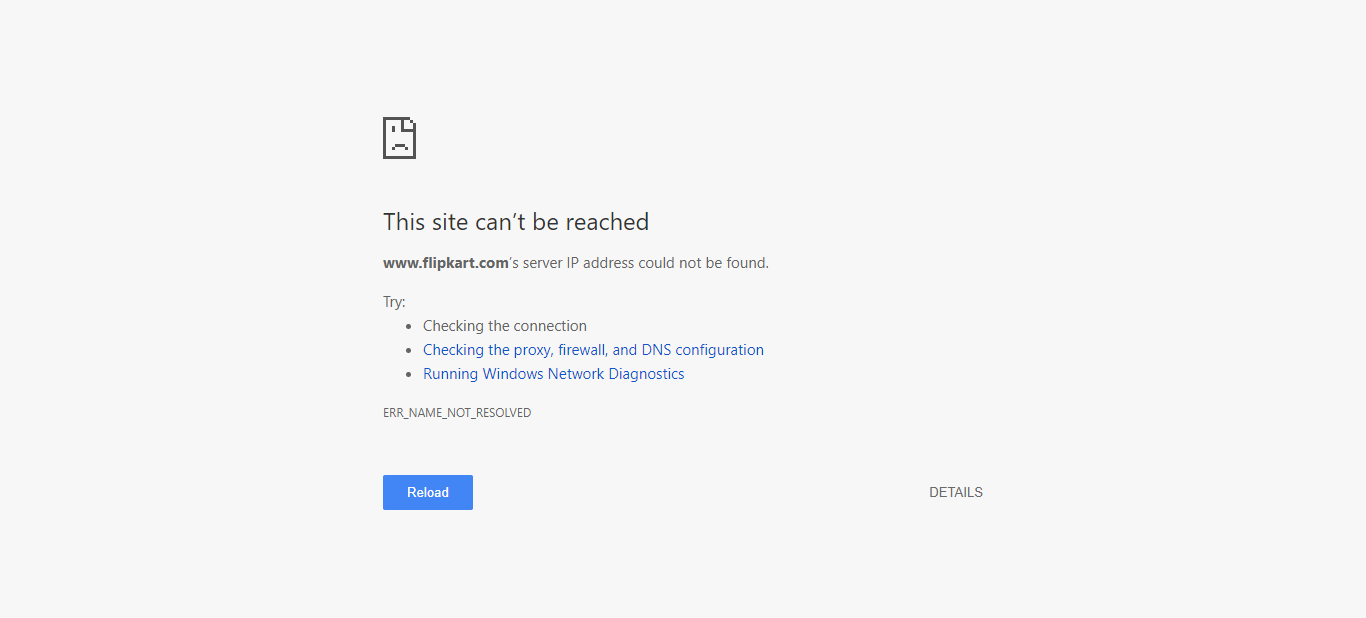 This site can’t be reached
www.flipkart.com’s server IP address could not be found.
Try:
Checking the connection
Checking the proxy, firewall, and DNS configuration
Running Windows Network Diagnostics
ERR_NAME_NOT_RESOLVED
Reload
DETAILS